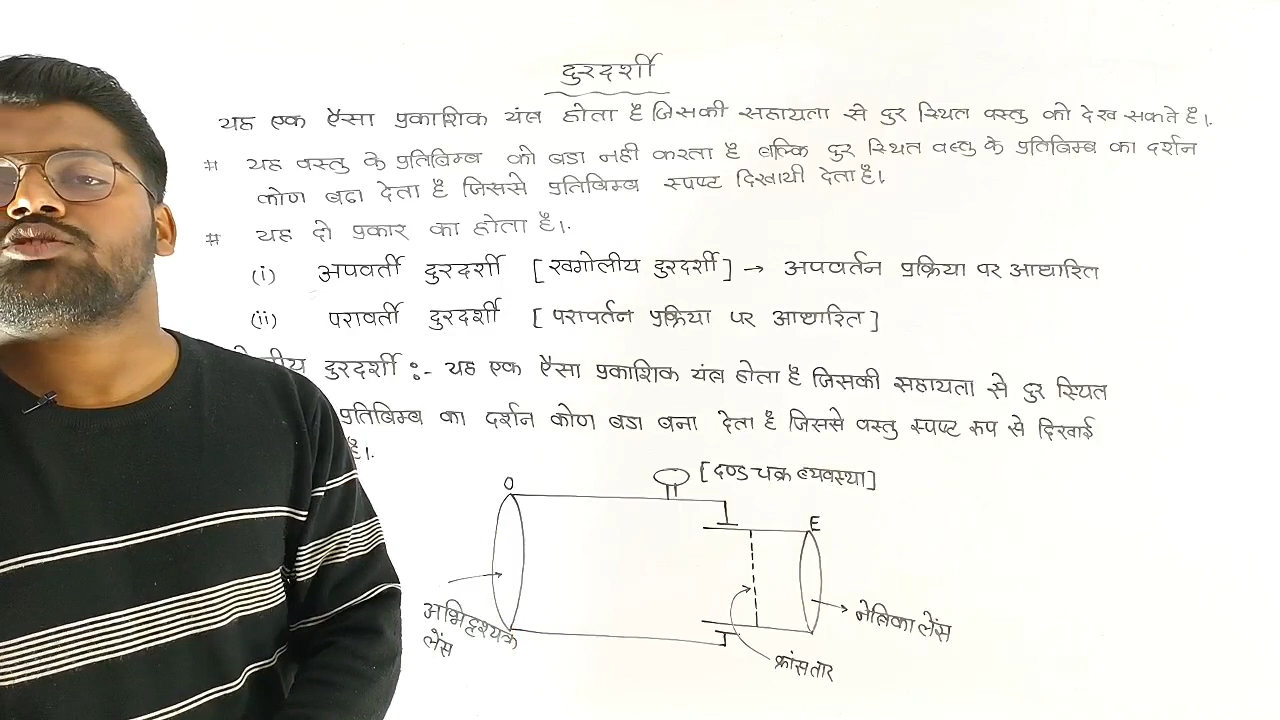 दुरदर्शी
यह एक ऐसा प्रकाशिक यंत्र होता है जिसकी सहायता से दुर स्थित वस्तु को देख सकते है।.
# यह वस्तु के प्रतिबिम्ब को बडा नही करता है बल्कि दुर स्थित वस्तु के प्रतिबिम्ब का दर्शन
कोण बढा देता है जिससे प्रतिबिम्ब स्पष्ट दिखायी देता है।
# यह दो प्रकार का होता है।.
(i) अपवर्ती दुरदर्शी [खगोलीय दुरदर्शी] → अपवर्तन प्रक्रिया पर आधारित
(ii) परावर्ती दुरदर्शी [परापर्तन प्रक्रिया पर आधारित]
दुरदर्शी :- यह एक ऐसा प्रकाशिक यंत्र होता है जिसकी सहायता से दुर स्थित
प्रतिबिम्ब का दर्शन कोण बडा बना देता है जिससे वस्तु स्पष्ट रुप से दिखाई
है।.
[दण्ड चक्र व्यवस्था]
O
E
अभिदृश्यक
लेंस
नेत्रिका लेंस
क्रांसतार